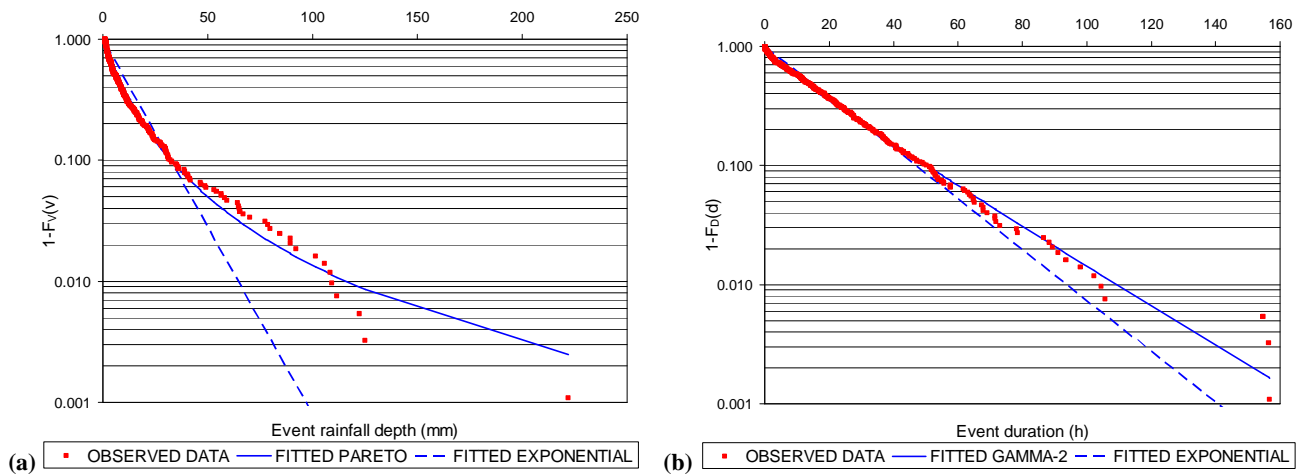 0 50 100 150 200 250
1.000
0.100
0.010
0.001
1-FV(v)
Event rainfall depth (mm)
(a) OBSERVED DATA FITTED PARETO FITTED EXPONENTIAL
0 20 40 60 80 100 120 140 160
1.000
0.100
0.010
0.001
1-FD(d)
Event duration (h)
(b) OBSERVED DATA FITTED GAMMA-2 FITTED EXPONENTIAL